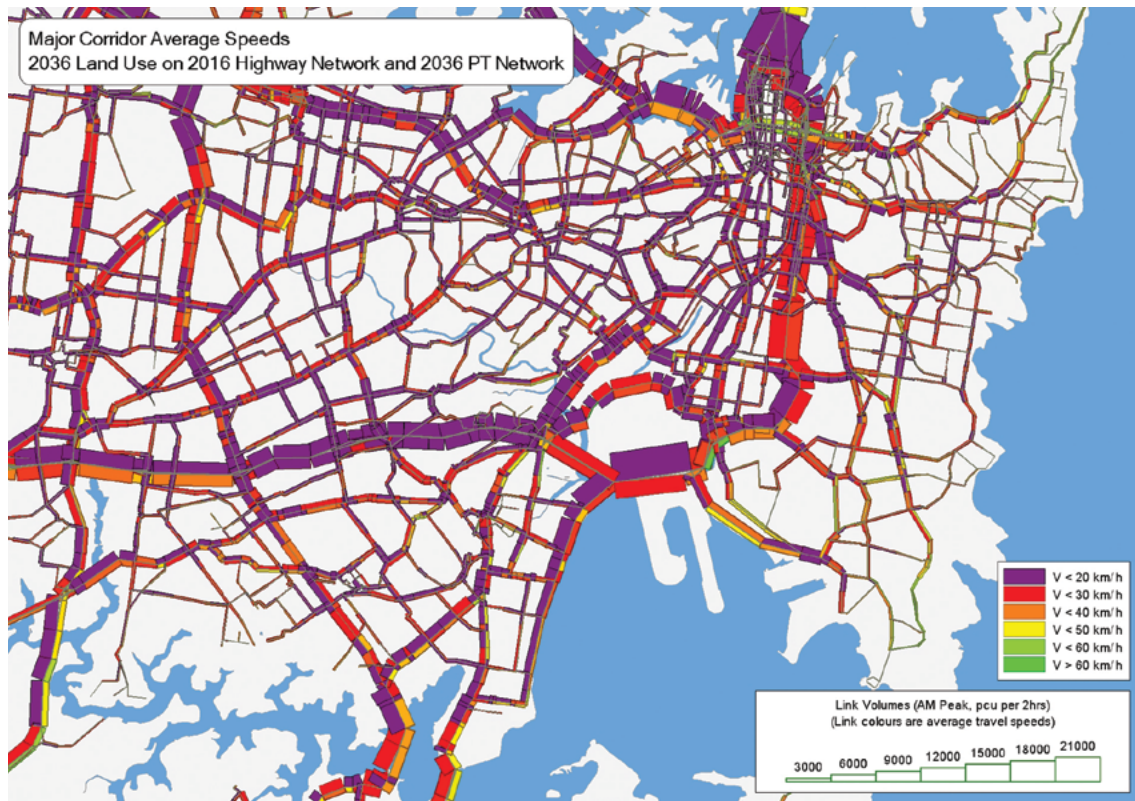 Major Corridor Average Speeds
2036 Land Use on 2016 Highway Network and 2036 PT Network
V < 20 km/h
V < 30 km/h
V < 40 km/h
V < 50 km/h
V < 60 km/h
V > 60 km/h
Link Volumes (AM Peak, pcu per 2hrs)
(Link colours are average travel speeds)
3000 6000 9000 12000 15000 18000 21000